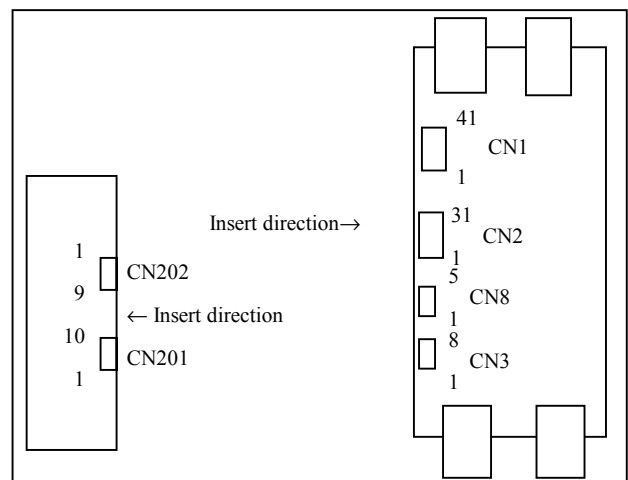 41
CN1
1
Insert direction→
31
CN2
1
5
CN8
1
8
CN3
1
1
CN202
9
← Insert direction
10
CN201
1